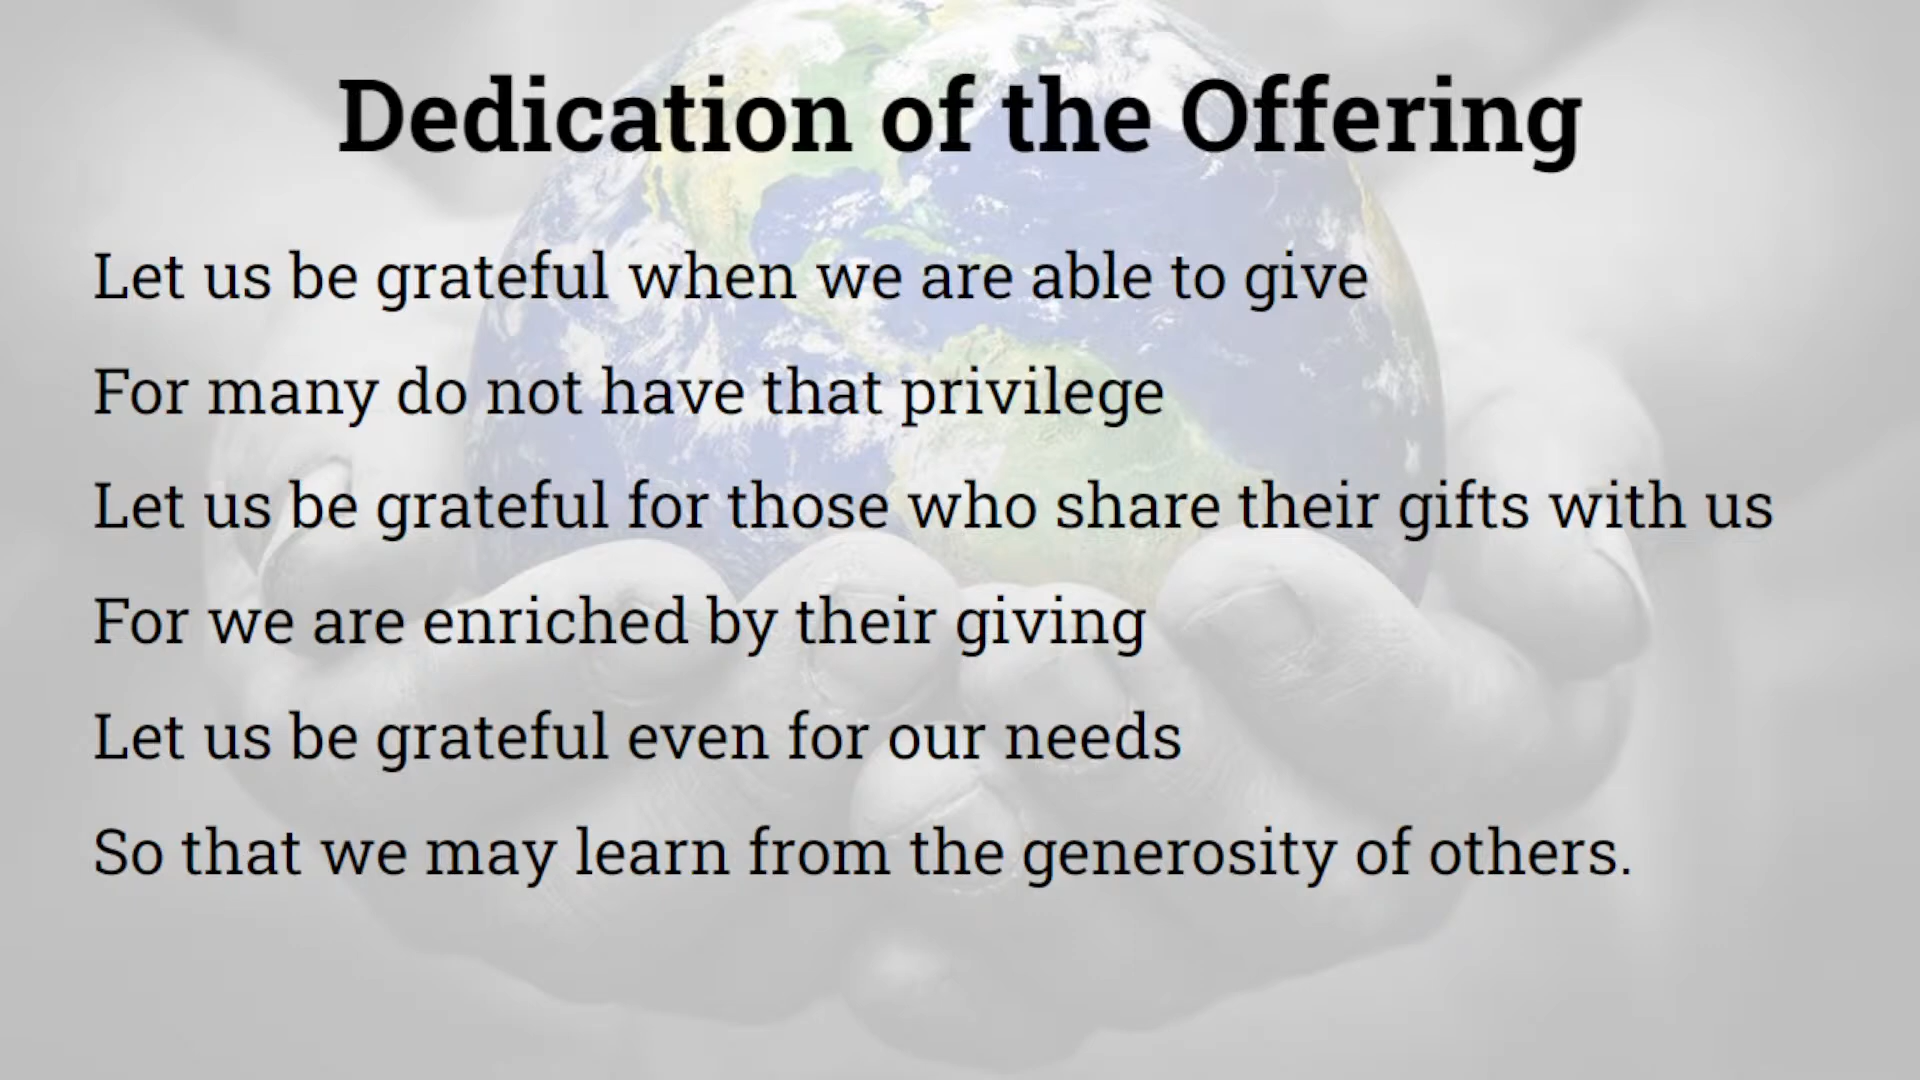 Dedication of the Offering
Let us be grateful when we are able to give
For many do not have that privilege
Let us be grateful for those who share their gifts with us
For we are enriched by their giving
Let us be grateful even for our needs
So that we may learn from the generosity of others.